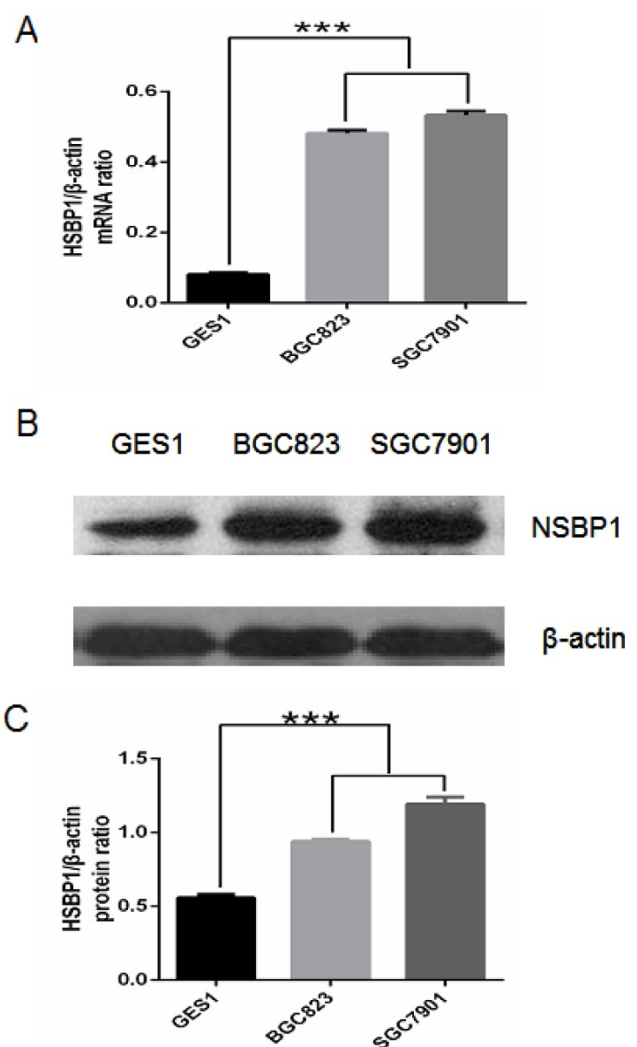 A
***
HSBP1/β-actin
mRNA ratio
0.6
0.4
0.2
0.0
GES1
BGC823
SGC7901
B
GES1 BGC823 SGC7901
NSBP1
β-actin
C
***
HSBP1/β-actin
protein ratio
1.5
1.0
0.5
0.0
GES1
BGC823
SGC7901